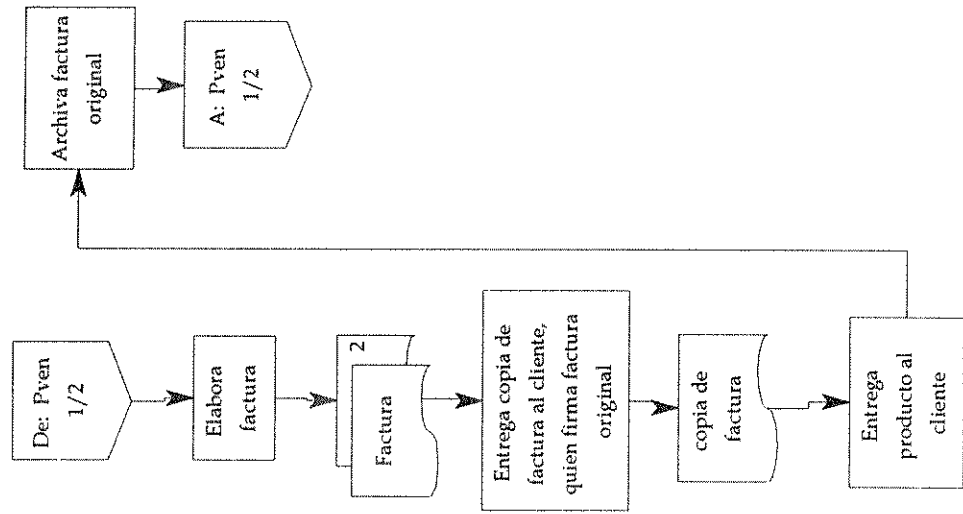 De: Pven
1/2
Elabora
factura
2
Factura
Entrega copia de
factura al cliente,
quien firma factura
original
copia de
factura
Entrega
producto al
cliente
Archiva factura
original
A: Pven
1/2